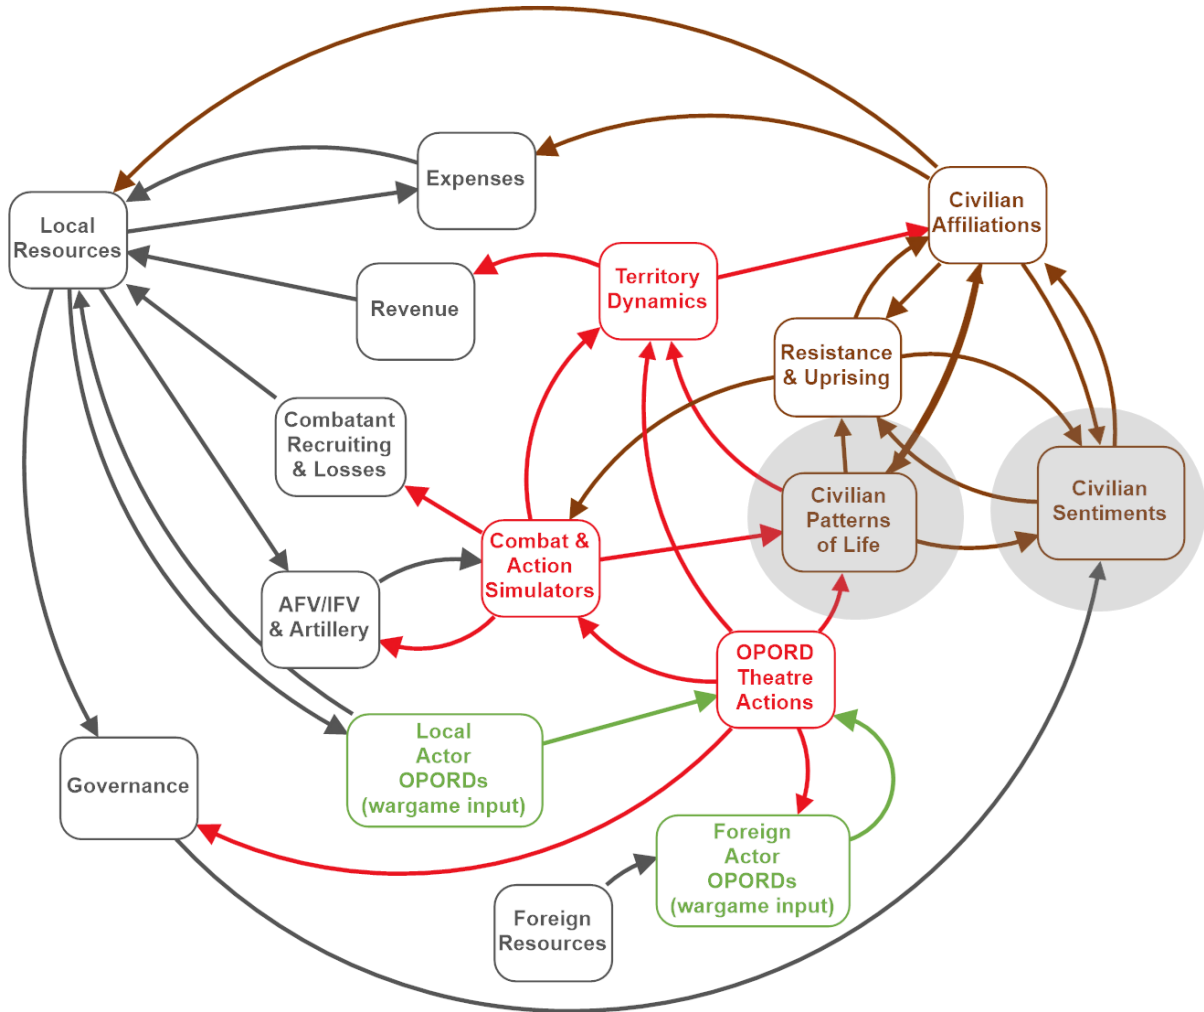 Expenses
Civilian
Affiliations
Local
Resources
Territory
Dynamics
Revenue
Resistance
& Uprising
Combatant
Recruiting
& Losses
Civilian
Patterns
of Life
Civilian
Sentiments
Combat &
Action
Simulators
AFV/IFV
& Artillery
OPORD
Theatre
Actions
Local
Actor
OPORDs
(wargame input)
Governance
Foreign
Actor
OPORDs
(wargame input)
Foreign
Resources